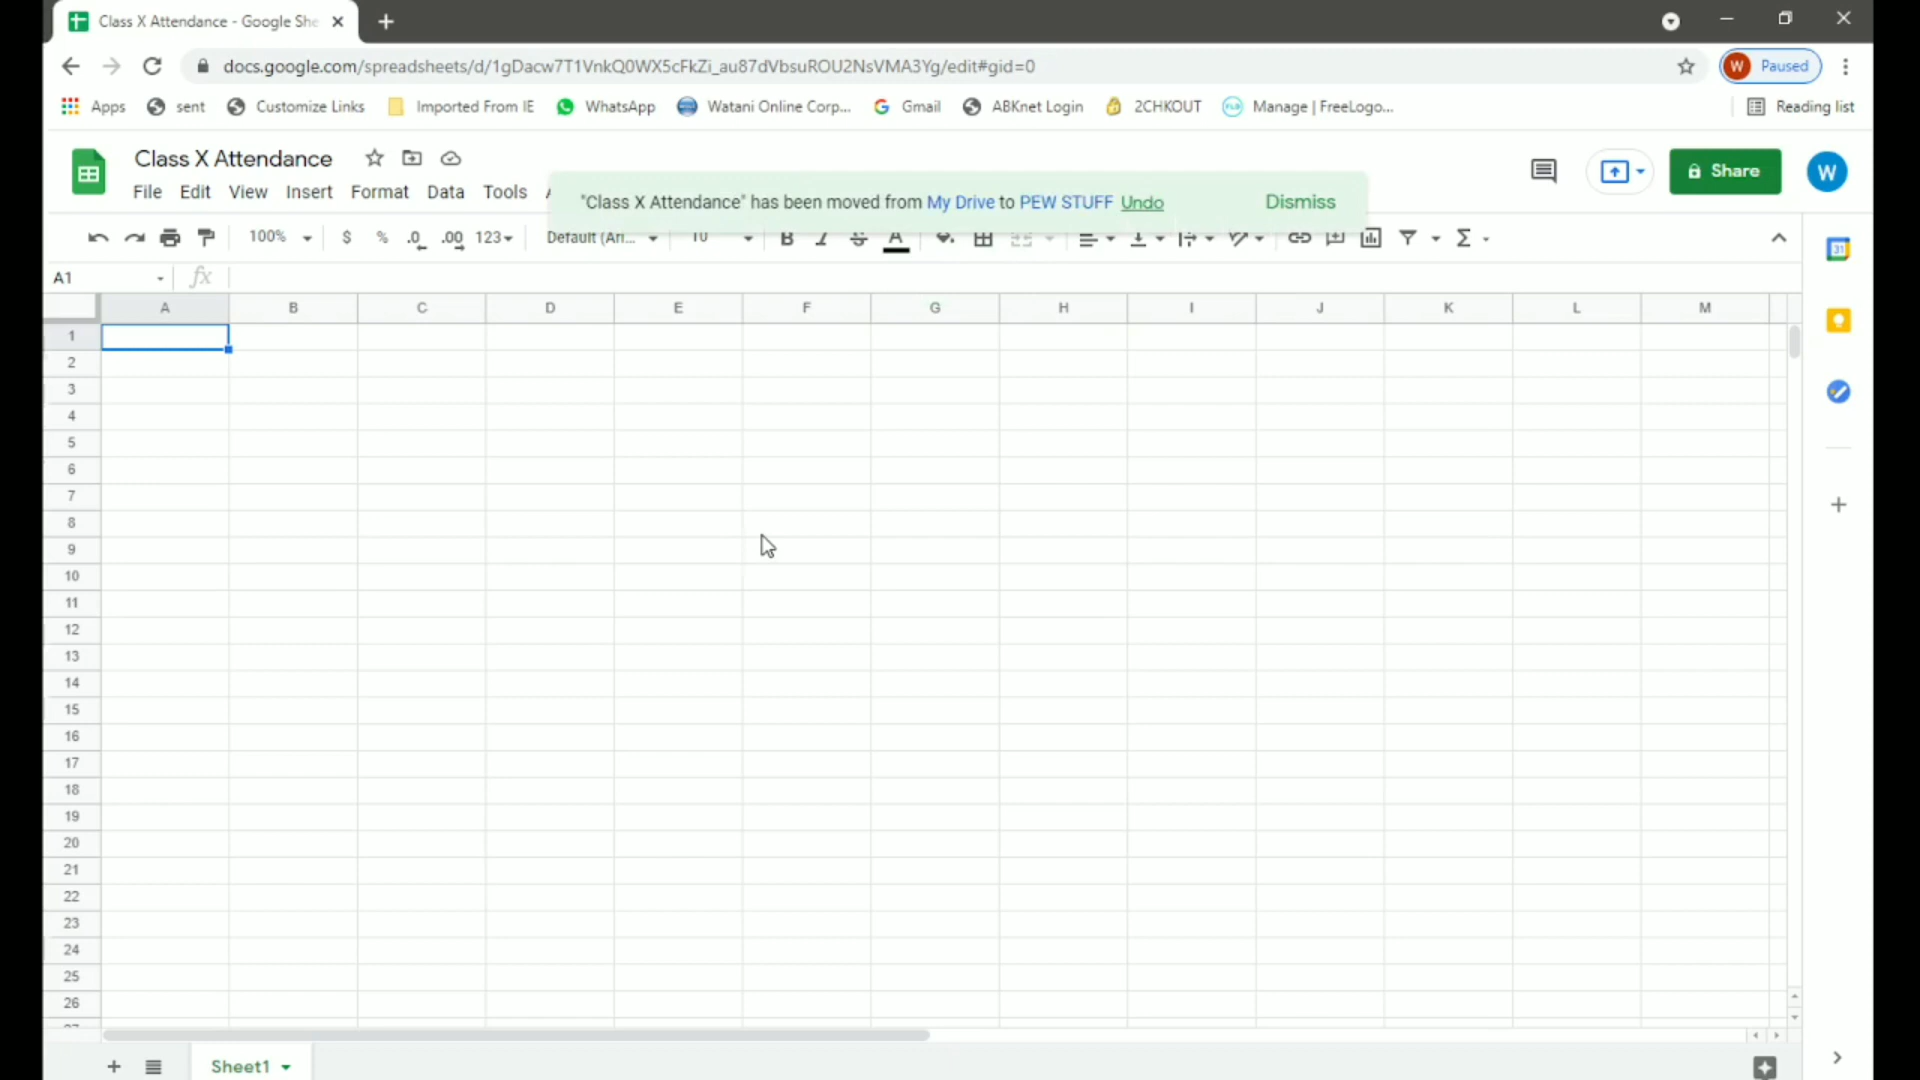 Class X Attendance - Google She
docs.google.com/spreadsheets/d/1gDacw7T1VnkQ0WX5cFkZi_au87dVbsuROU2NsVMA3Yg/edit#gid=0
W Paused
Apps sent Customize Links Imported From IE WhatsApp Watani Online Corp... G Gmail ABKnet Login 2CHKOUT FLD Manage | FreeLogo... Reading list
Class X Attendance
Share
W
File Edit View Insert Format Data Tools
"Class X Attendance" has been moved from My Drive to PEW STUFF Undo Dismiss
100% $ % .0 .00 123 Default (Ari... 10 B I S A Σ
31
A1 fx
A B C D E F G H I J K L M
1
2
3
4
5
6
7
8
9
10
11
12
13
14
15
16
17
18
19
20
21
22
23
24
25
26
27
Sheet1